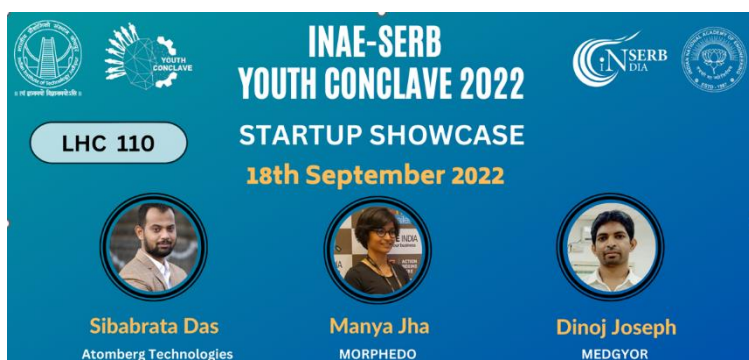 INAE-SERB
YOUTH CONCLAVE 2022
STARTUP SHOWCASE
18th September 2022
LHC 110
YOUTH
CONCLAVE
SERB
INDIA
Sibabrata Das
Manya Jha
Dinoj Joseph
Atomberg Technologies
MORPHEDO
MEDGYOR